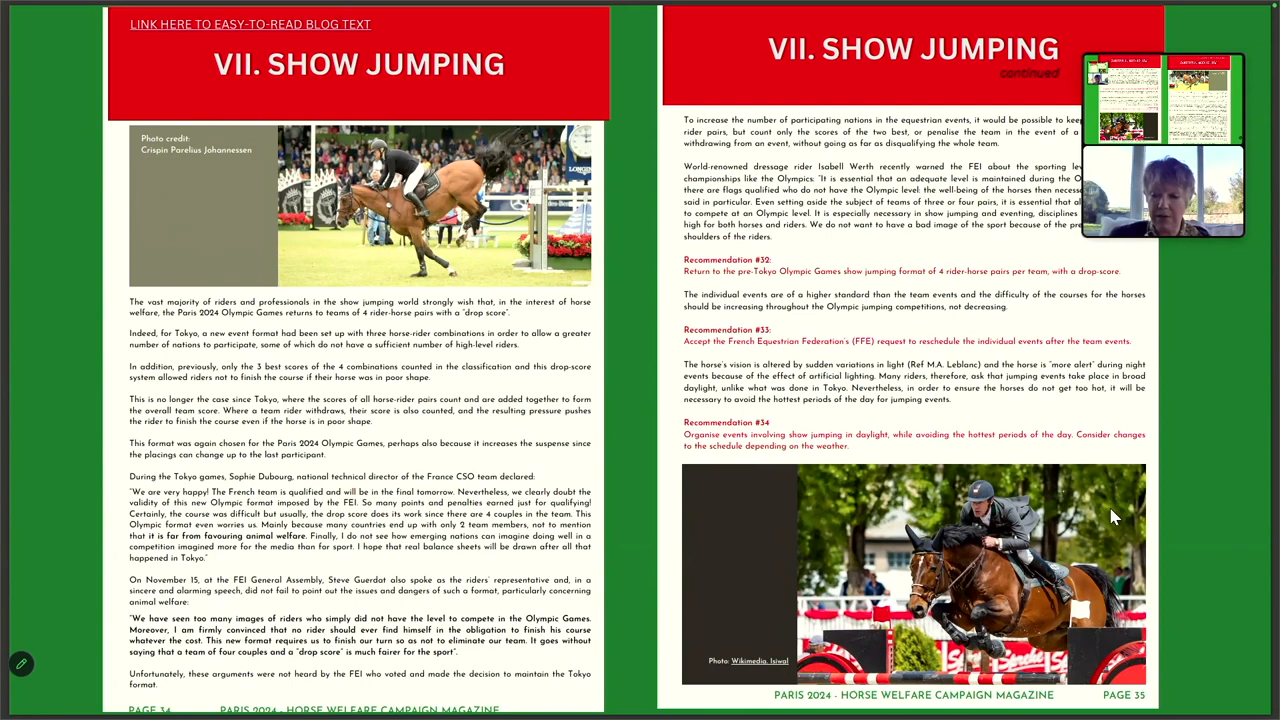 LINK HERE TO EASY-TO-READ BLOG TEXT
VII. SHOW JUMPING
Photo credit:
Crispin Parelius Johannessen
LONGIN
The vast majority of riders and professionals in the show jumping world strongly wish that, in the interest of horse
welfare, the Paris 2024 Olympic Games returns to teams of 4 rider-horse pairs with a "drop score".
Indeed, for Tokyo, a new event format had been set up with three horse-rider combinations in order to allow a greater
number of nations to participate, some of which do not have a sufficient number of high-level riders.
In addition, previously, only the 3 best scores of the 4 combinations counted in the classification and this drop-score
system allowed riders not to finish the course if their horse was in poor shape.
This is no longer the case since Tokyo, where the scores of all horse-rider pairs count and are added together to form
the overall team score. Where a team rider withdraws, their score is also counted, and the resulting pressure pushes
the rider to finish the course even if the horse is in poor shape.
This format was again chosen for the Paris 2024 Olympic Games, perhaps also because it increases the suspense since
the placings can change up to the last participant.
During the Tokyo games, Sophie Dubourg, national technical director of the France CSO team declared:
"We are very happy! The French team is qualified and will be in the final tomorrow. Nevertheless, we clearly doubt the
validity of this new Olympic format imposed by the FEI. So many points and penalties earned just for qualifying!
Certainly, the course was difficult but usually, the drop score does its work since there are 4 couples in the team. This
Olympic format even worries us. Mainly because many countries end up with only 2 team members, not to mention
that it is far from favouring animal welfare. Finally, I do not see how emerging nations can imagine doing well in a
competition imagined more for the media than for sport. I hope that real balance sheets will be drawn after all that
happened in Tokyo."
On November 15, at the FEI General Assembly, Steve Guerdat also spoke as the riders' representative and, in a
sincere and alarming speech, did not fail to point out the issues and dangers of such a format, particularly concerning
animal welfare:
"We have seen too many images of riders who simply did not have the level to compete in the Olympic Games.
Moreover, I am firmly convinced that no rider should ever find himself in the obligation to finish his course
whatever the cost. This new format requires us to finish our turn so as not to eliminate our team. It goes without
saying that a team of four couples and a "drop score" is much fairer for the sport".
Unfortunately, these arguments were not heard by the FEI who voted and made the decision to maintain the Tokyo
format.
PAGE 34 PARIS 2024 - HORSE WELFARE CAMPAIGN MAGAZINE
VII. SHOW JUMPING
continued
To increase the number of participating nations in the equestrian events, it would be possible to keep
rider pairs, but count only the scores of the two best, or penalise the team in the event of a
withdrawing from an event, without going as far as disqualifying the whole team.
World-renowned dressage rider Isabell Werth recently warned the FEI about the sporting
championships like the Olympics: "It is essential that an adequate level is maintained during the
there are flags qualified who do not have the Olympic level: the well-being of the horses then
said in particular. Even setting aside the subject of teams of three or four pairs, it is essential that
to compete at an Olympic level. It is especially necessary in show jumping and eventing, disciplines
high for both horses and riders. We do not want to have a bad image of the sport because of the
shoulders of the riders.
Recommendation #32:
Return to the pre-Tokyo Olympic Games show jumping format of 4 rider-horse pairs per team, with a drop-score.
The individual events are of a higher standard than the team events and the difficulty of the courses for the horses
should be increasing throughout the Olympic jumping competitions, not decreasing.
Recommendation #33:
Accept the French Equestrian Federation's (FFE) request to reschedule the individual events after the team events.
The horse's vision is altered by sudden variations in light (Ref M.A. Leblanc) and the horse is "more alert" during night
events because of the effect of artificial lighting. Many riders, therefore, ask that jumping events take place in broad
daylight, unlike what was done in Tokyo. Nevertheless, in order to ensure the horses do not get too hot, it will be
necessary to avoid the hottest periods of the day for jumping events.
Recommendation #34
Organise events involving show jumping in daylight, while avoiding the hottest periods of the day. Consider changes
to the schedule depending on the weather.
Photo: Wikimedia, Isiwal
PARIS 2024 - HORSE WELFARE CAMPAIGN MAGAZINE PAGE 35